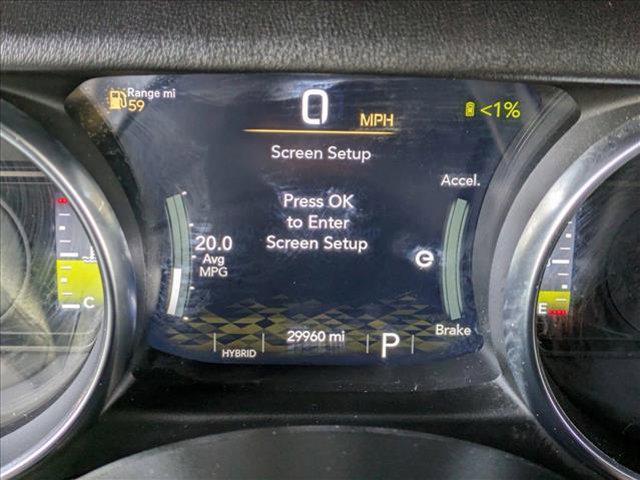 Range mi
59
0 MPH
<1%
Screen Setup
Accel.
Press OK
to Enter
Screen Setup
20.0
Avg
MPG
C
E
HYBRID
29960 mi
P
Brake